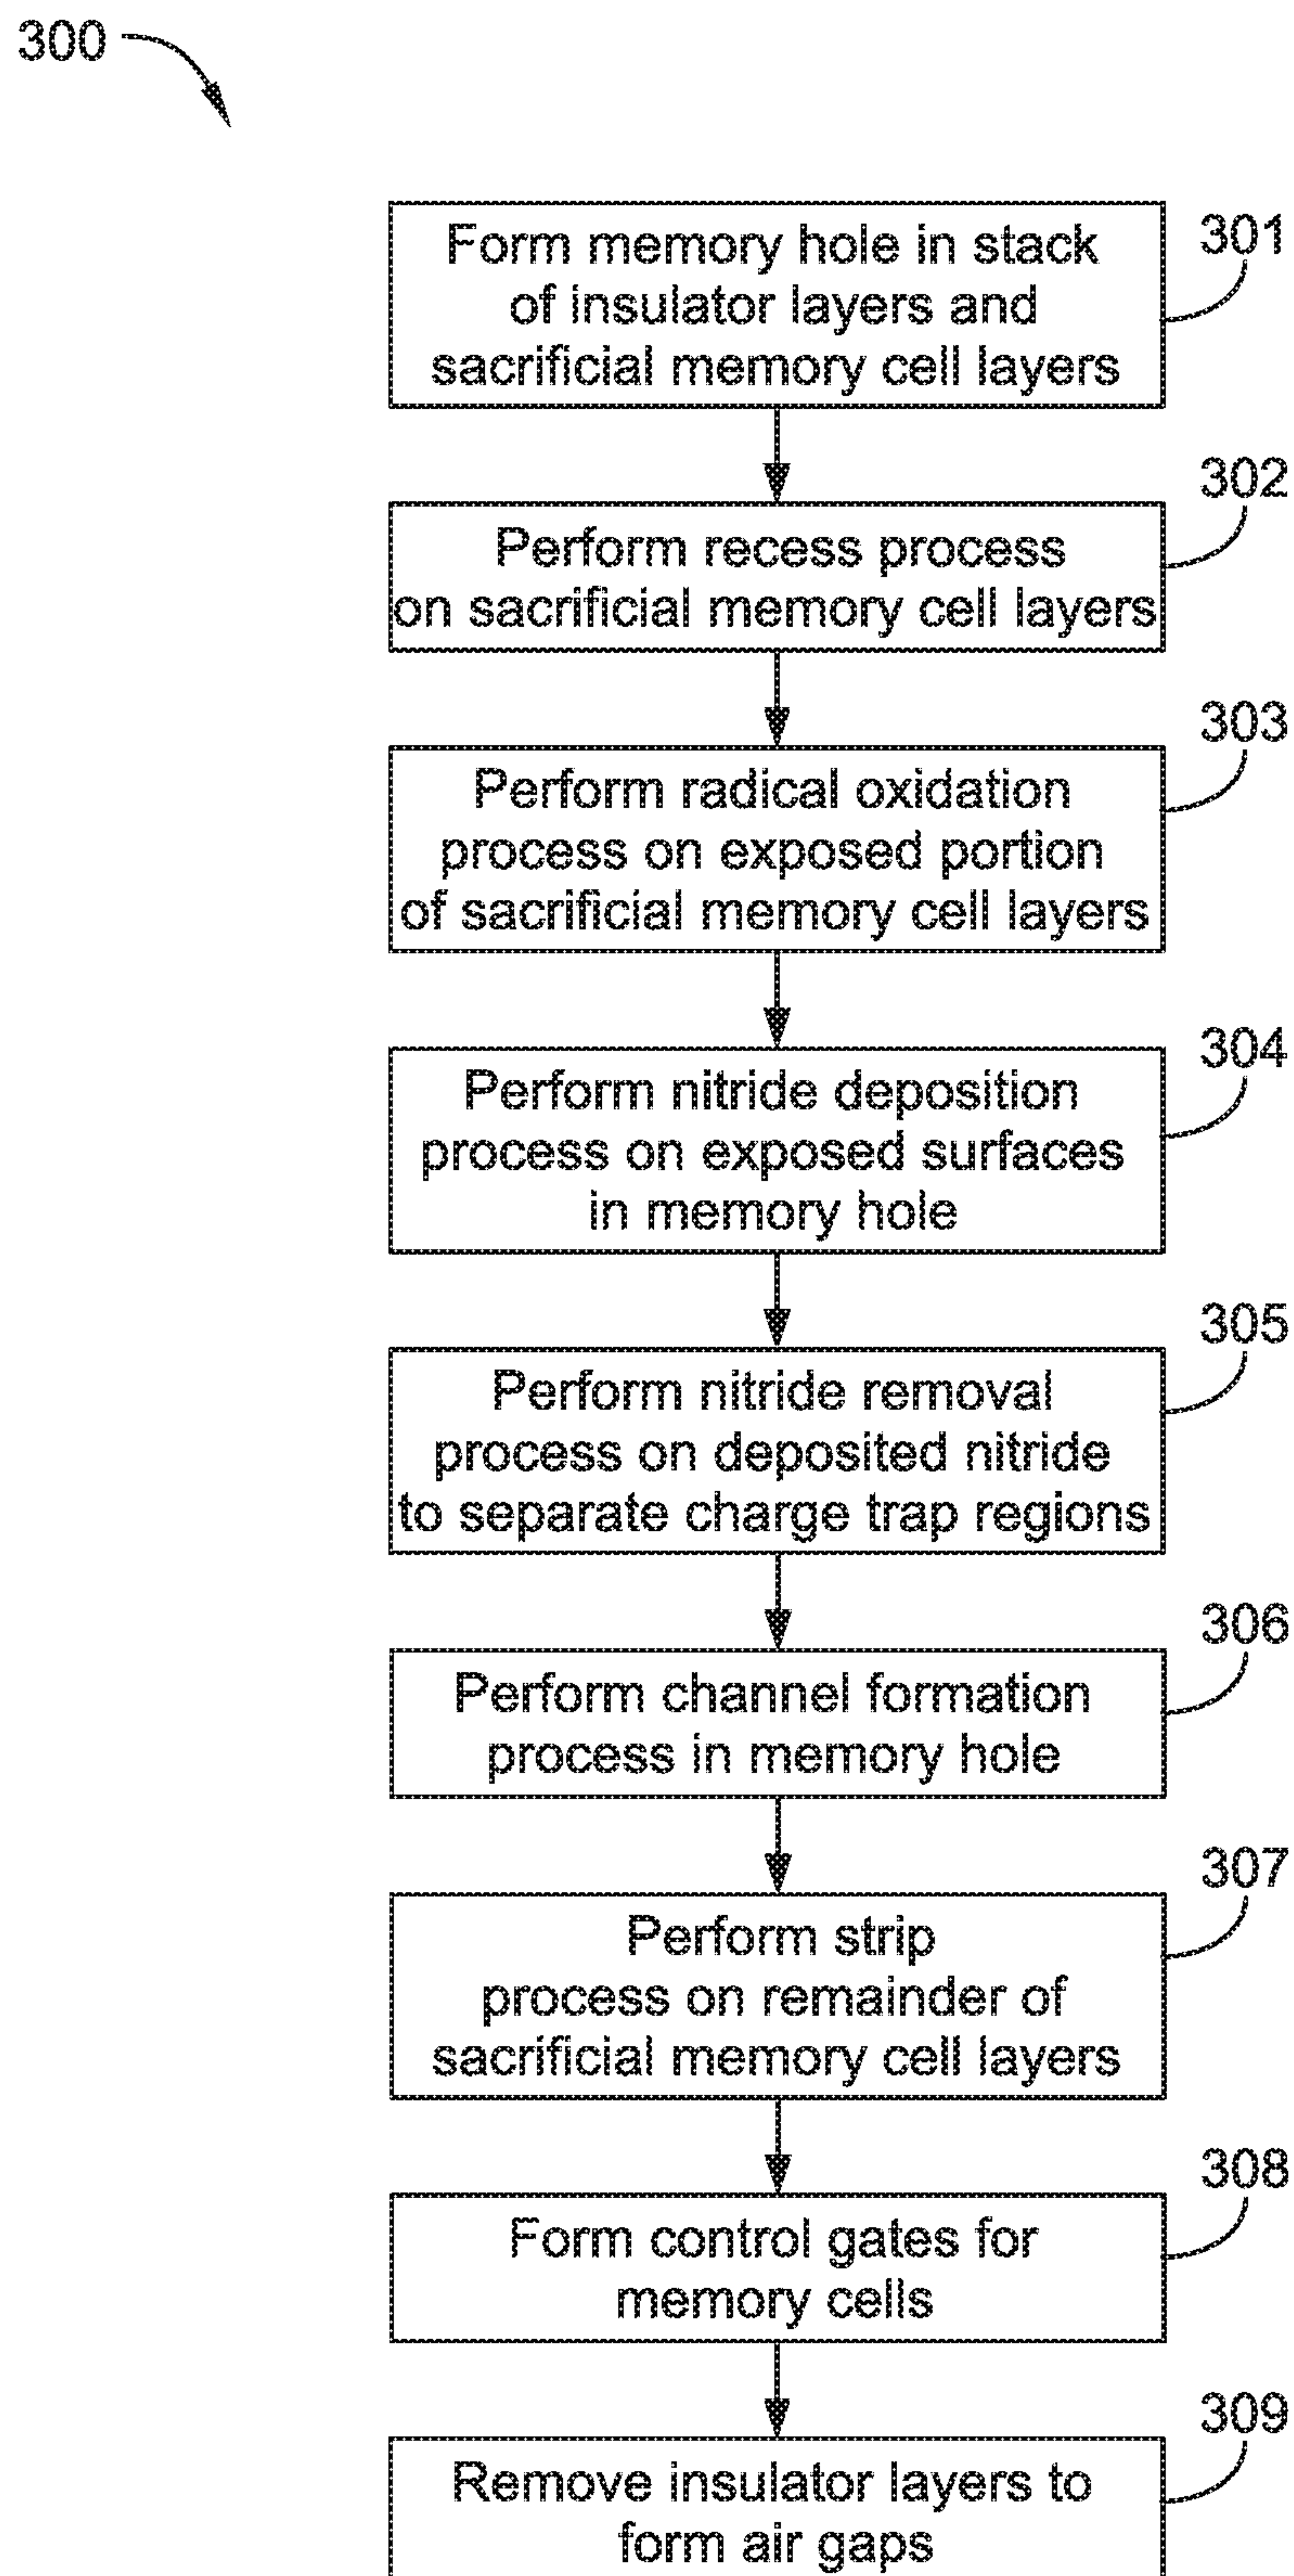 300
Form memory hole in stack
of insulator layers and
sacrificial memory cell layers
301
Perform recess process
on sacrificial memory cell layers
302
Perform radical oxidation
process on exposed portion
of sacrificial memory cell layers
303
Perform nitride deposition
process on exposed surfaces
in memory hole
304
Perform nitride removal
process on deposited nitride
to separate charge trap regions
305
Perform channel formation
process in memory hole
306
Perform strip
process on remainder of
sacrificial memory cell layers
307
Form control gates for
memory cells
308
Remove insulator layers to
form air gaps
309